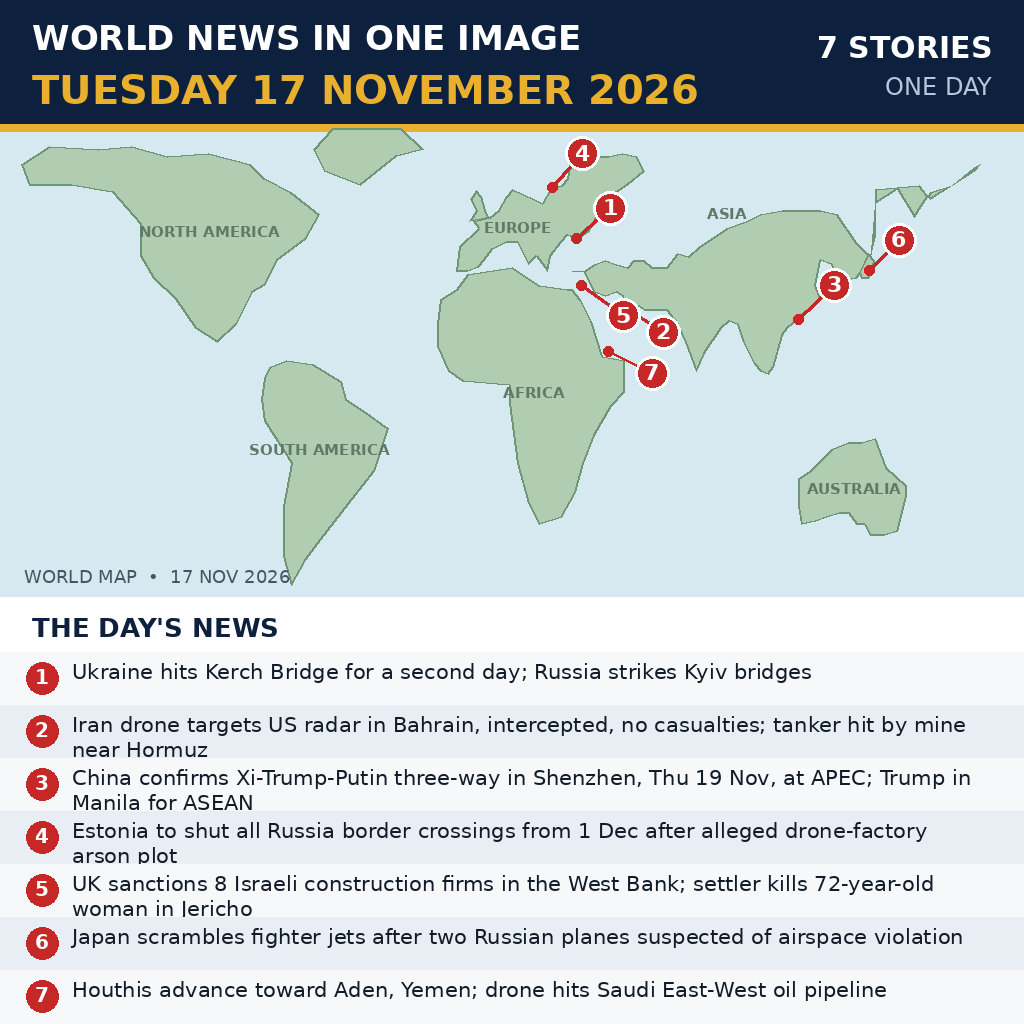 WORLD NEWS IN ONE IMAGE
TUESDAY 17 NOVEMBER 2026
7 STORIES
ONE DAY
4
1
ASIA
NORTH AMERICA
EUROPE
6
3
5
2
7
AFRICA
SOUTH AMERICA
AUSTRALIA
WORLD MAP • 17 NOV 2026
THE DAY'S NEWS
1 Ukraine hits Kerch Bridge for a second day; Russia strikes Kyiv bridges
2 Iran drone targets US radar in Bahrain, intercepted, no casualties; tanker hit by mine
near Hormuz
3 China confirms Xi-Trump-Putin three-way in Shenzhen, Thu 19 Nov, at APEC; Trump in
Manila for ASEAN
4 Estonia to shut all Russia border crossings from 1 Dec after alleged drone-factory
arson plot
5 UK sanctions 8 Israeli construction firms in the West Bank; settler kills 72-year-old
woman in Jericho
6 Japan scrambles fighter jets after two Russian planes suspected of airspace violation
7 Houthis advance toward Aden, Yemen; drone hits Saudi East-West oil pipeline